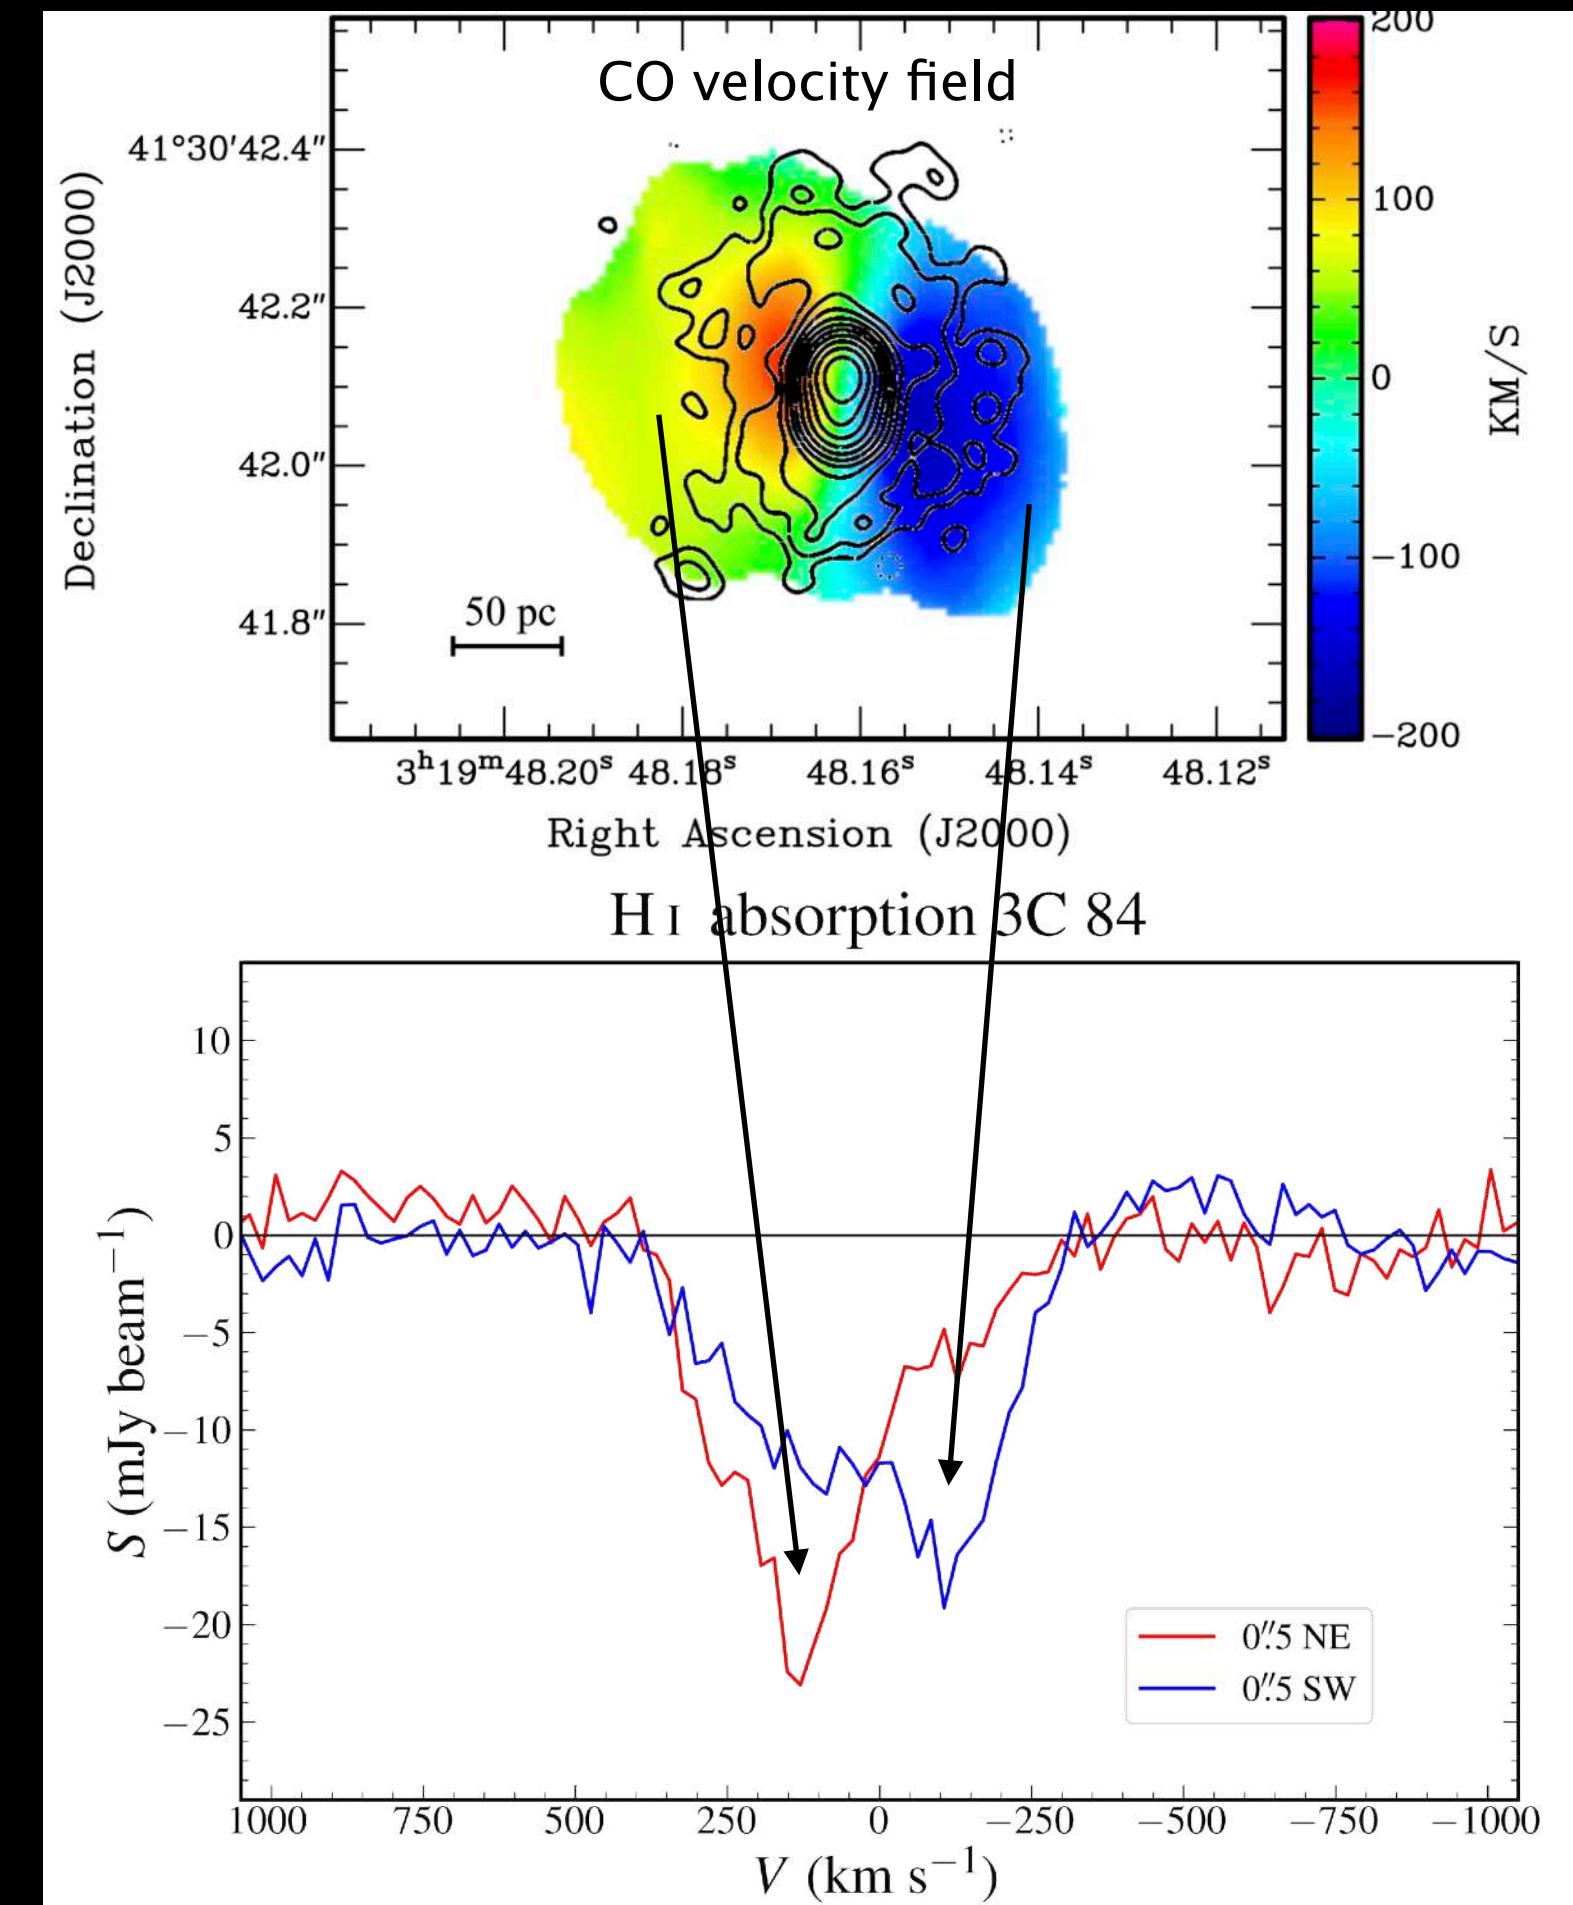 CO velocity field
200
100
0
−100
−200
KM/S
41°30′42.4″
42.2″
42.0″
41.8″
Declination (J2000)
50 pc
3ʰ19ᵐ48.20ˢ 48.18ˢ 48.16ˢ 48.14ˢ 48.12ˢ
Right Ascension (J2000)
H I absorption 3C 84
10
5
0
−5
−10
−15
−20
−25
S (mJy beam⁻¹)
0″.5 NE
0″.5 SW
1000 750 500 250 0 −250 −500 −750 −1000
V (km s⁻¹)